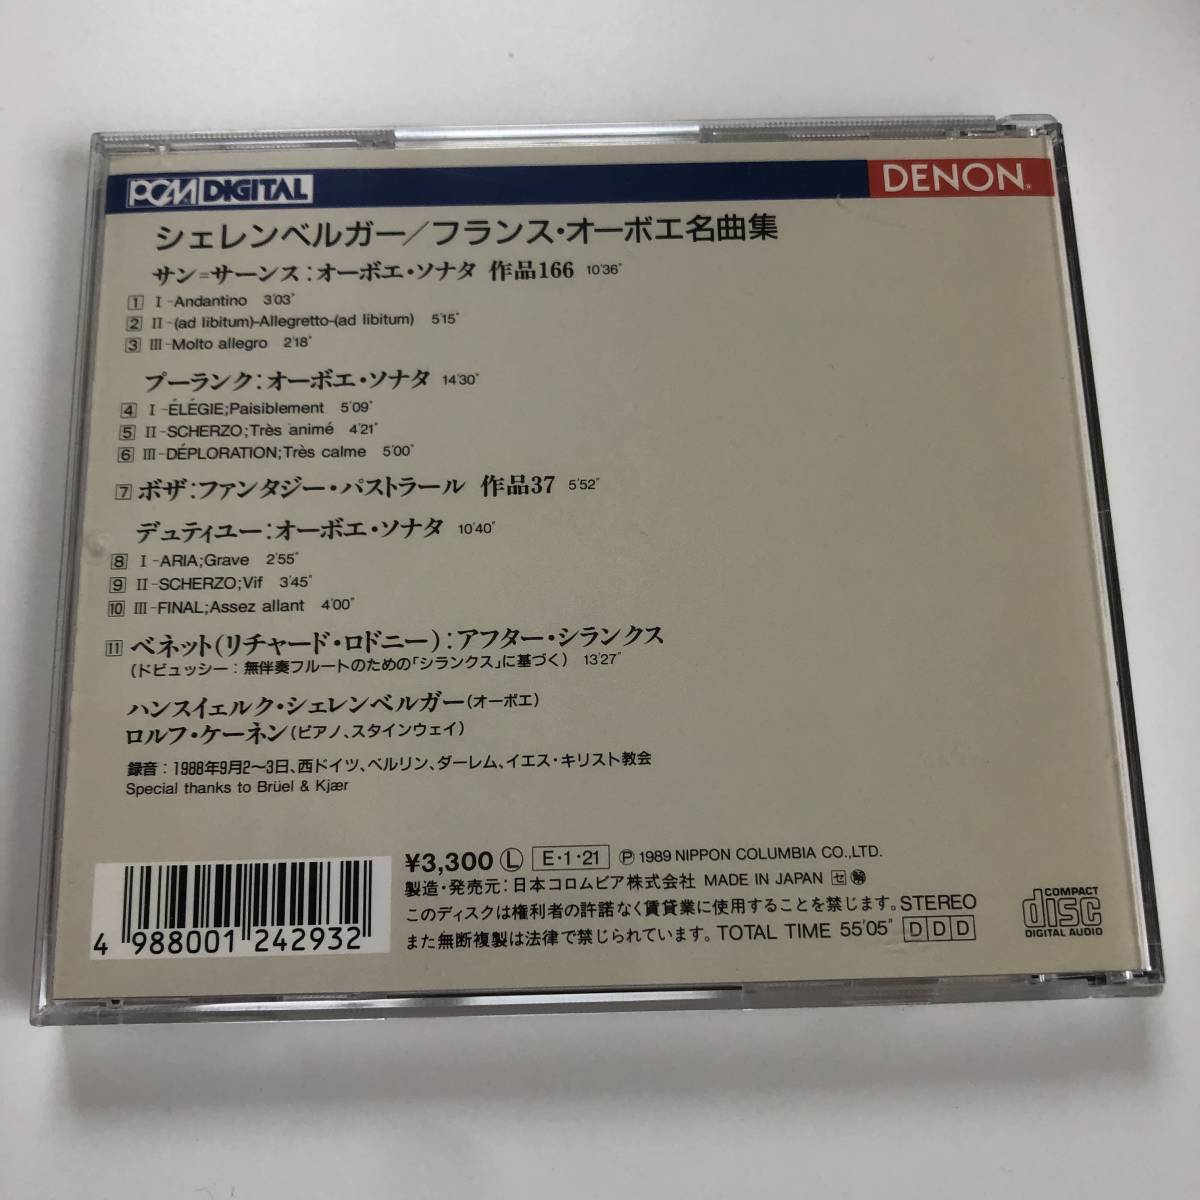 PCM DIGITAL
DENON®
シェレンベルガー/フランス・オーボエ名曲集
サン=サーンス:オーボエ・ソナタ 作品166 10'36"
1 I-Andantino 3'03"
2 II-(ad libitum)-Allegretto-(ad libitum) 5'15"
3 III-Molto allegro 2'18"
プーランク:オーボエ・ソナタ 14'30"
4 I-ÉLÉGIE;Paisiblement 5'09"
5 II-SCHERZO;Très animé 4'21"
6 III-DÉPLORATION;Très calme 5'00"
7 ボザ:ファンタジー・パストラール 作品37 5'52"
デュティユー:オーボエ・ソナタ 10'40"
8 I-ARIA;Grave 2'55"
9 II-SCHERZO;Vif 3'45"
10 III-FINAL;Assez allant 4'00"
11 ベネット(リチャード・ロドニー):アフター・シランクス
(ドビュッシー:無伴奏フルートのための「シランクス」に基づく) 13'27"
ハンスイェルク・シェレンベルガー(オーボエ)
ロルフ・ケーネン(ピアノ、スタインウェイ)
録音:1988年9月2〜3日、西ドイツ、ベルリン、ダーレム、イエス・キリスト教会
Special thanks to Brüel & Kjær
¥3,300 Ⓛ E・1・21 ℗ 1989 NIPPON COLUMBIA CO.,LTD.
製造・発売元:日本コロムビア株式会社 MADE IN JAPAN セ
このディスクは権利者の許諾なく賃貸業に使用することを禁じます。STEREO
また無断複製は法律で禁じられています。TOTAL TIME 55'05" DDD
COMPACT
disc
DIGITAL AUDIO
4 988001 242932